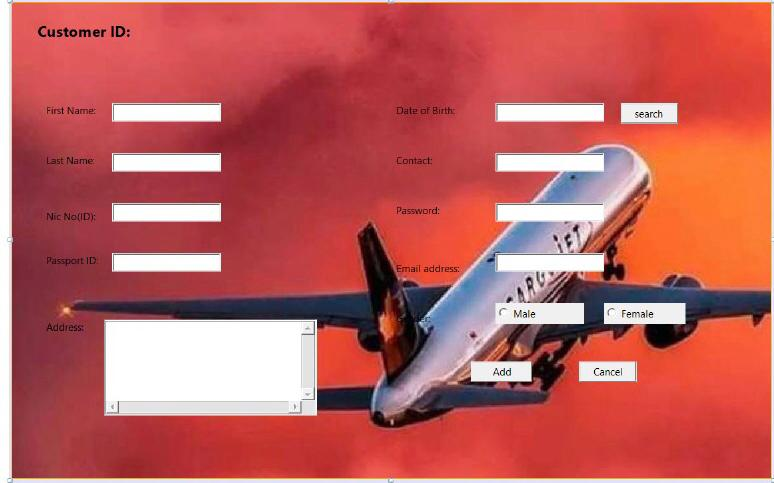 Customer ID:
First Name:
Date of Birth:
search
Last Name:
Contact:
Nic No(ID):
Password:
Passport ID:
Email address:
CARGOJET
Male
Female
Address:
Add
Cancel